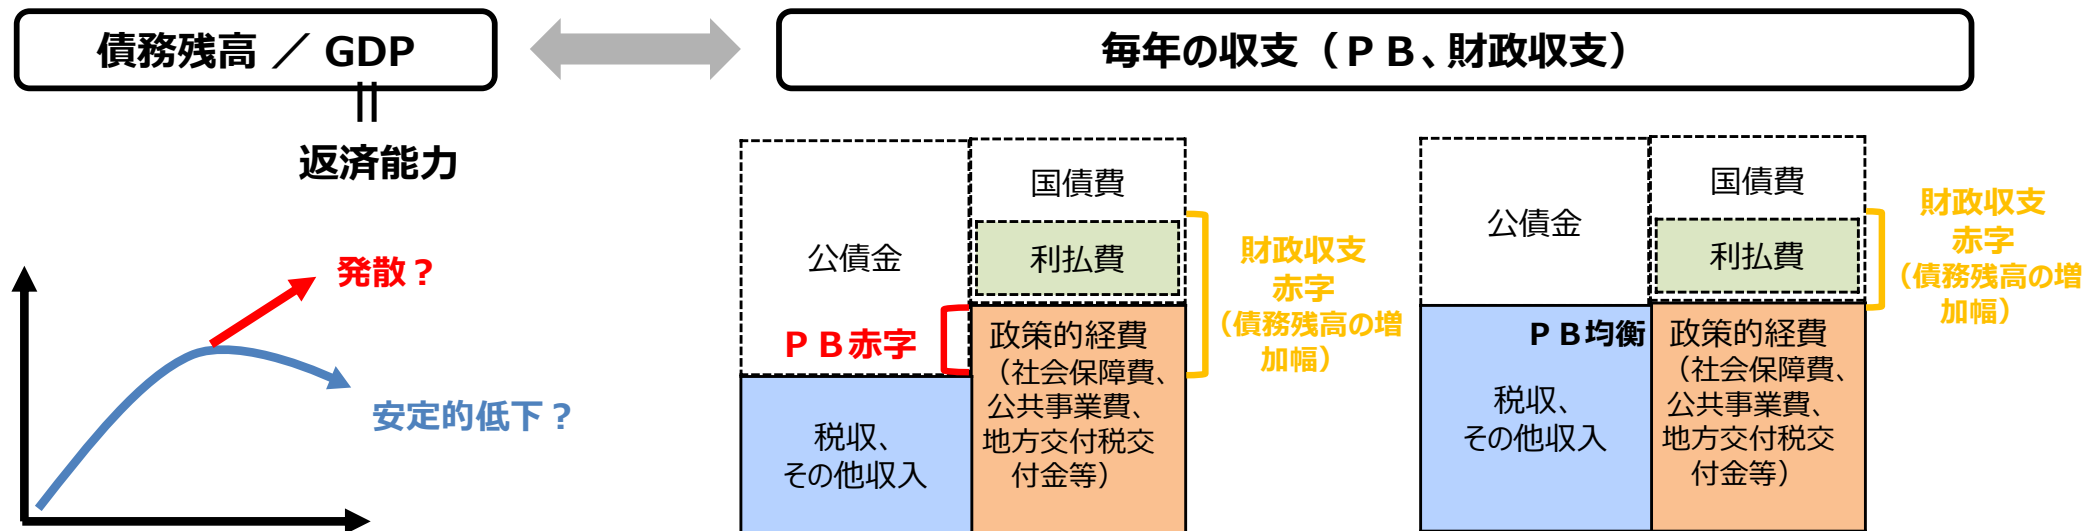 債務残高 ／ GDP
毎年の収支（ＰＢ、財政収支）
||
返済能力
発散？
安定的低下？
公債金
国債費
利払費
ＰＢ赤字
政策的経費
（社会保障費、
公共事業費、
地方交付税交
付金等）
税収、
その他収入
財政収支
赤字
（債務残高の増
加幅）
公債金
国債費
利払費
ＰＢ均衡
政策的経費
（社会保障費、
公共事業費、
地方交付税交
付金等）
税収、
その他収入
財政収支
赤字
（債務残高の増
加幅）